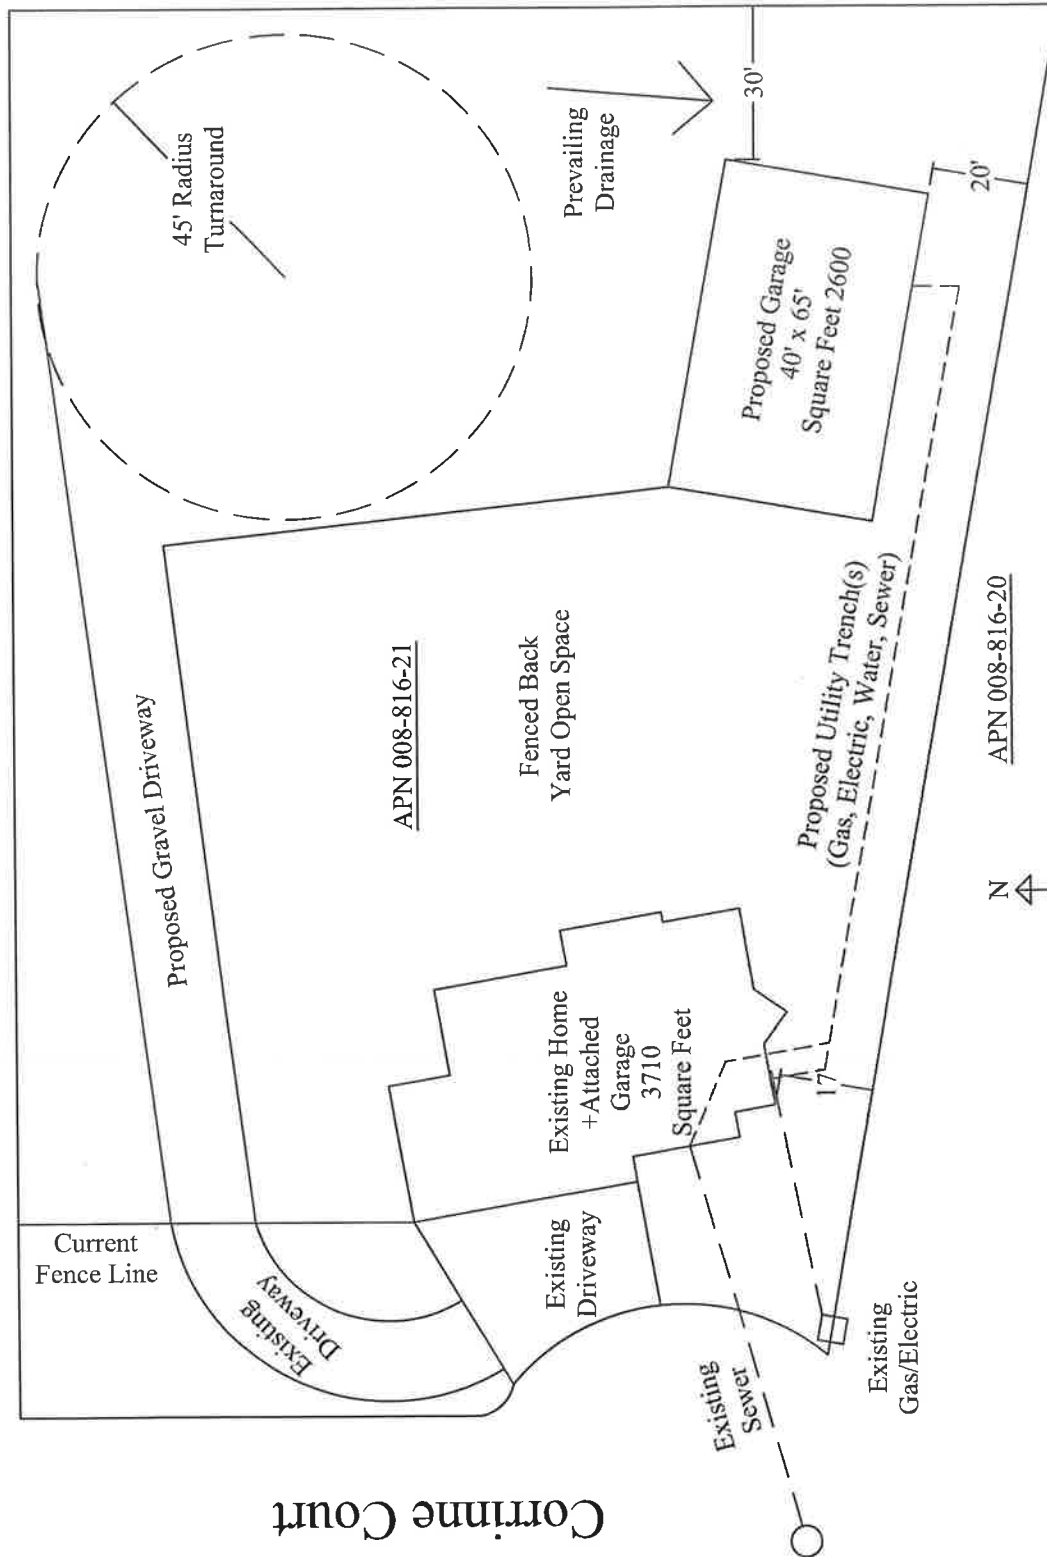 45' Radius
Turnaround
Prevailing
Drainage
30'
20'
Proposed Garage
40' x 65'
Square Feet 2600
Proposed Gravel Driveway
APN 008-816-21
Fenced Back
Yard Open Space
Proposed Utility Trench(s)
(Gas, Electric, Water, Sewer)
APN 008-816-20
N
Existing Home
+Attached
Garage
3710
Square Feet
17'
Current
Fence Line
Existing
Driveway
Existing
Driveway
Existing
Sewer
Existing
Gas/Electric
Corrinne Court